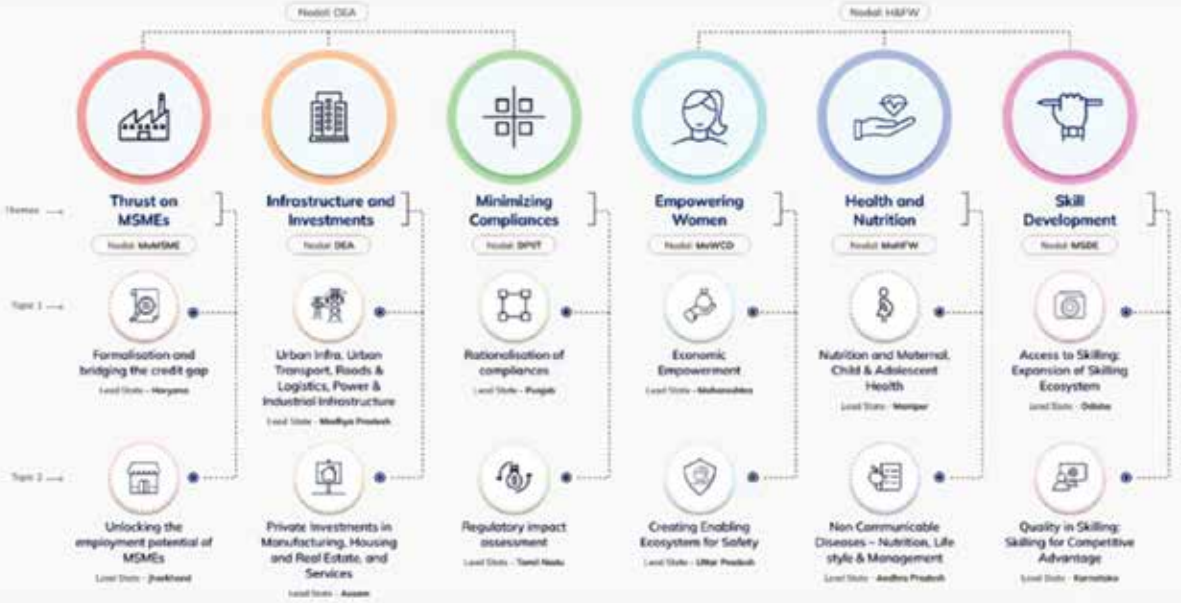 Nodal: DEA
Nodal: H&FW
Themes
Thrust on
MSMEs
Infrastructure and
Investments
Minimizing
Compliances
Empowering
Women
Health and
Nutrition
Skill
Development
Nodal: MoMSME
Nodal: DEA
Nodal: DPIIT
Nodal: MoWCD
Nodal: MoHFW
Nodal: MSDE
Topic 1
Formalisation and
bridging the credit gap
Lead State - Haryana
Urban Infra, Urban
Transport, Roads &
Logistics, Power &
Industrial Infrastructure
Lead State - Madhya Pradesh
Rationalisation of
compliances
Lead State - Punjab
Economic
Empowerment
Lead State - Maharashtra
Nutrition and Maternal,
Child & Adolescent
Health
Lead State - Manipur
Access to Skilling:
Expansion of Skilling
Ecosystem
Lead State - Odisha
Topic 2
Unlocking the
employment potential of
MSMEs
Lead State - Jharkhand
Private Investments in
Manufacturing, Housing
and Real Estate, and
Services
Lead State - Assam
Regulatory impact
assessment
Lead State - Tamil Nadu
Creating Enabling
Ecosystem for Safety
Lead State - Uttar Pradesh
Non Communicable
Diseases – Nutrition, Life
style & Management
Lead State - Andhra Pradesh
Quality in Skilling:
Skilling for Competitive
Advantage
Lead State - Karnataka